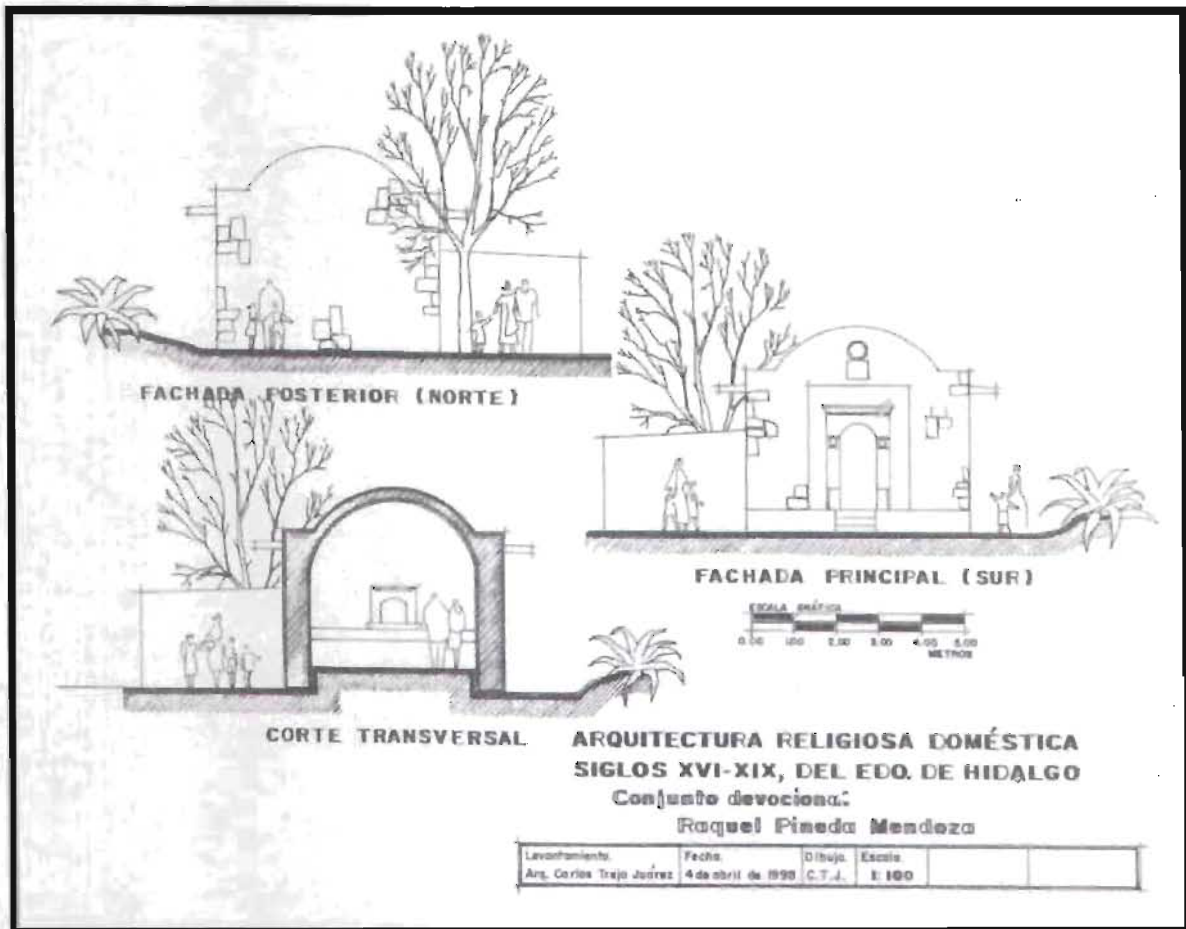 FACHADA POSTERIOR (NORTE)
FACHADA PRINCIPAL (SUR)
ESCALA GRÁFICA
0.00 1.00 2.00 3.00 4.00 5.00
METROS
CORTE TRANSVERSAL
ARQUITECTURA RELIGIOSA DOMÉSTICA
SIGLOS XVI-XIX, DEL EDO. DE HIDALGO
Conjunto devocional:
Raquel Pineda Mendoza
Levantamiento. Fecha. Dibujo. Escala.
Arq. Carlos Trejo Juárez 4 de abril de 1998 C.T.J. 1:100